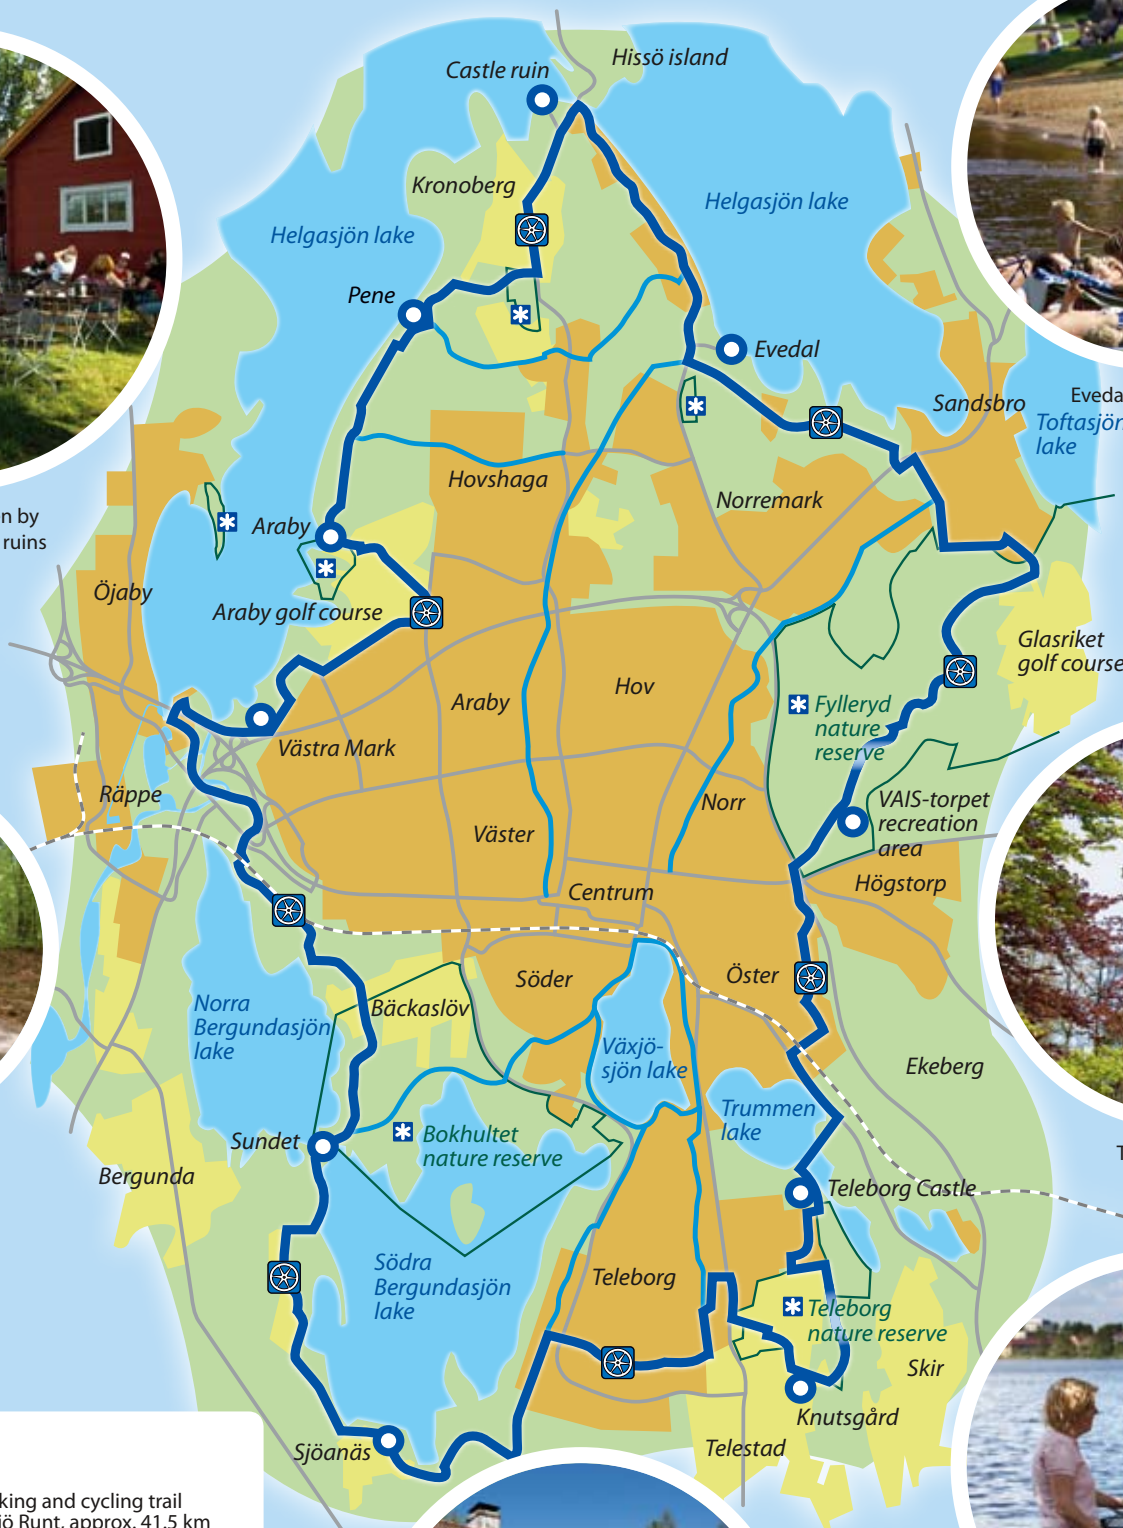 Hissö island
Castle ruin
Kronoberg
Helgasjön lake
Helgasjön lake
Pene
Evedal
Sandsbro
Eveda
Toftasjön
lake
Hovshaga
Norremark
n by
ruins
Araby
Öjaby
Araby golf course
Glasriket
golf course
Araby
Hov
Fylleryd
nature
reserve
Västra Mark
Räppe
Norr
VAIS-torpet
recreation
area
Väster
Centrum
Högstorp
Söder
Öster
Norra
Bergundasjön
lake
Bäckaslöv
Växjö-
sjön lake
Ekeberg
Trummen
lake
Sundet
Bokhultet
nature reserve
Bergunda
T
Teleborg Castle
Södra
Bergundasjön
lake
Teleborg
Teleborg
nature reserve
Skir
Knutsgård
Sjöanäs
Telestad
king and cycling trail
jö Runt, approx. 41,5 km